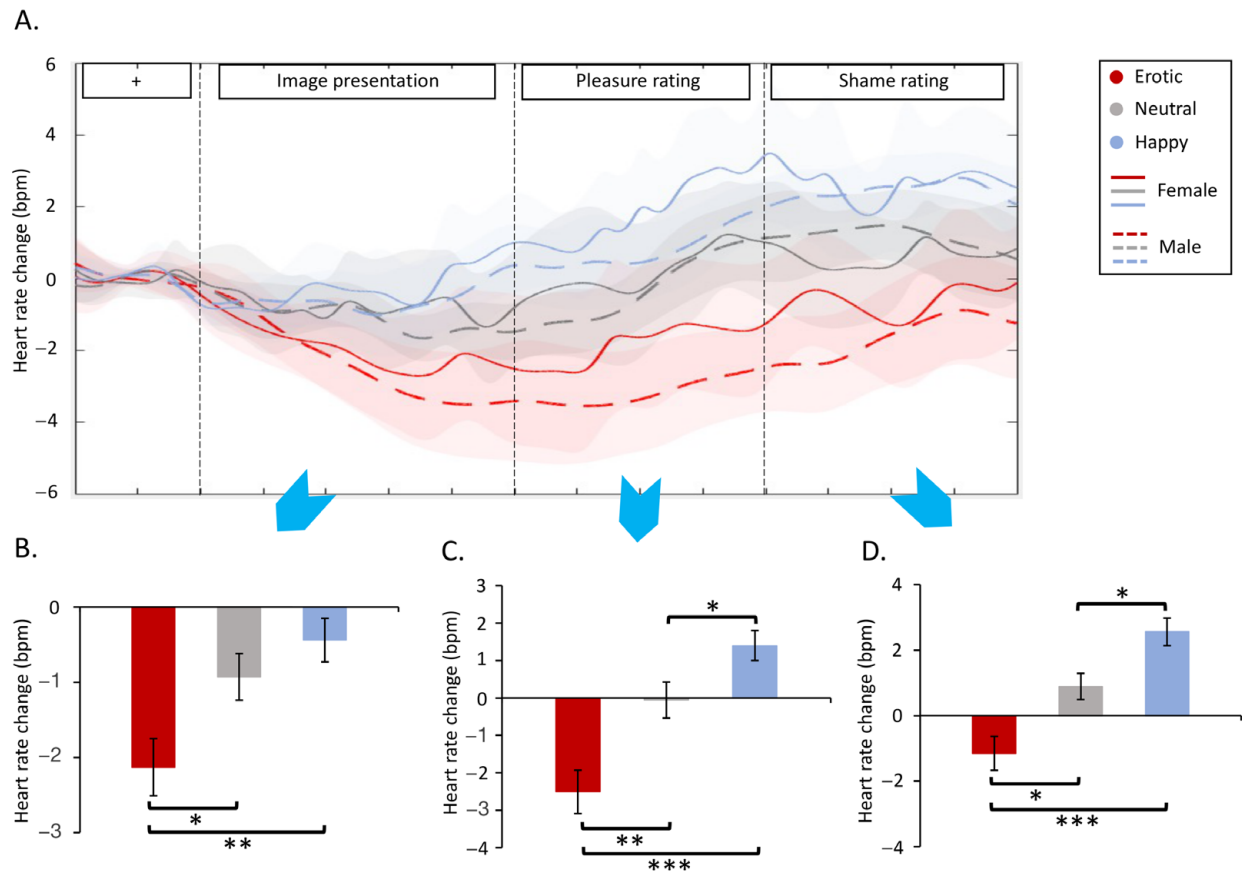 A.
+
Image presentation
Pleasure rating
Shame rating
6
4
2
0
−2
−4
−6
Heart rate change (bpm)
Erotic
Neutral
Happy
Female
Male
B.
0
−1
−2
−3
Heart rate change (bpm)
*
**
C.
3
2
1
0
−1
−2
−3
−4
Heart rate change (bpm)
*
**
***
D.
4
2
0
−2
−4
Heart rate change (bpm)
*
*
***